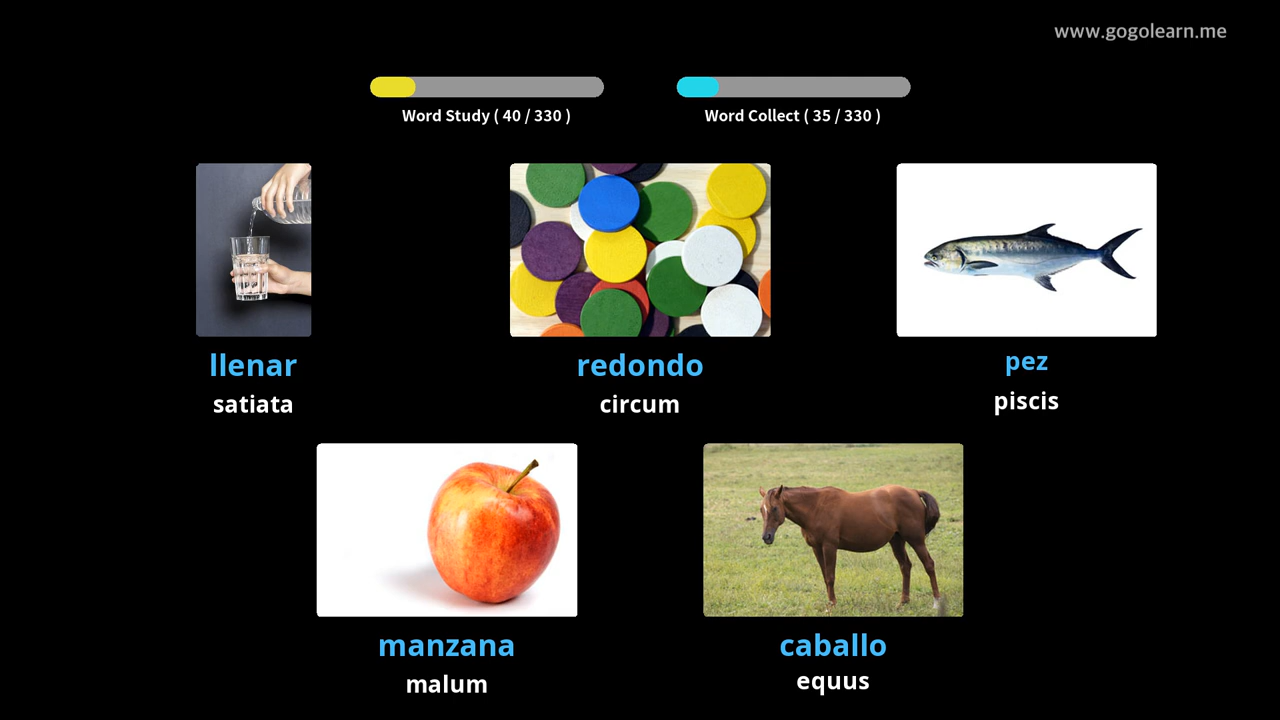 www.gogolearn.me
Word Study ( 40 / 330 )
Word Collect ( 35 / 330 )
llenar
satiata
redondo
circum
pez
piscis
manzana
malum
caballo
equus